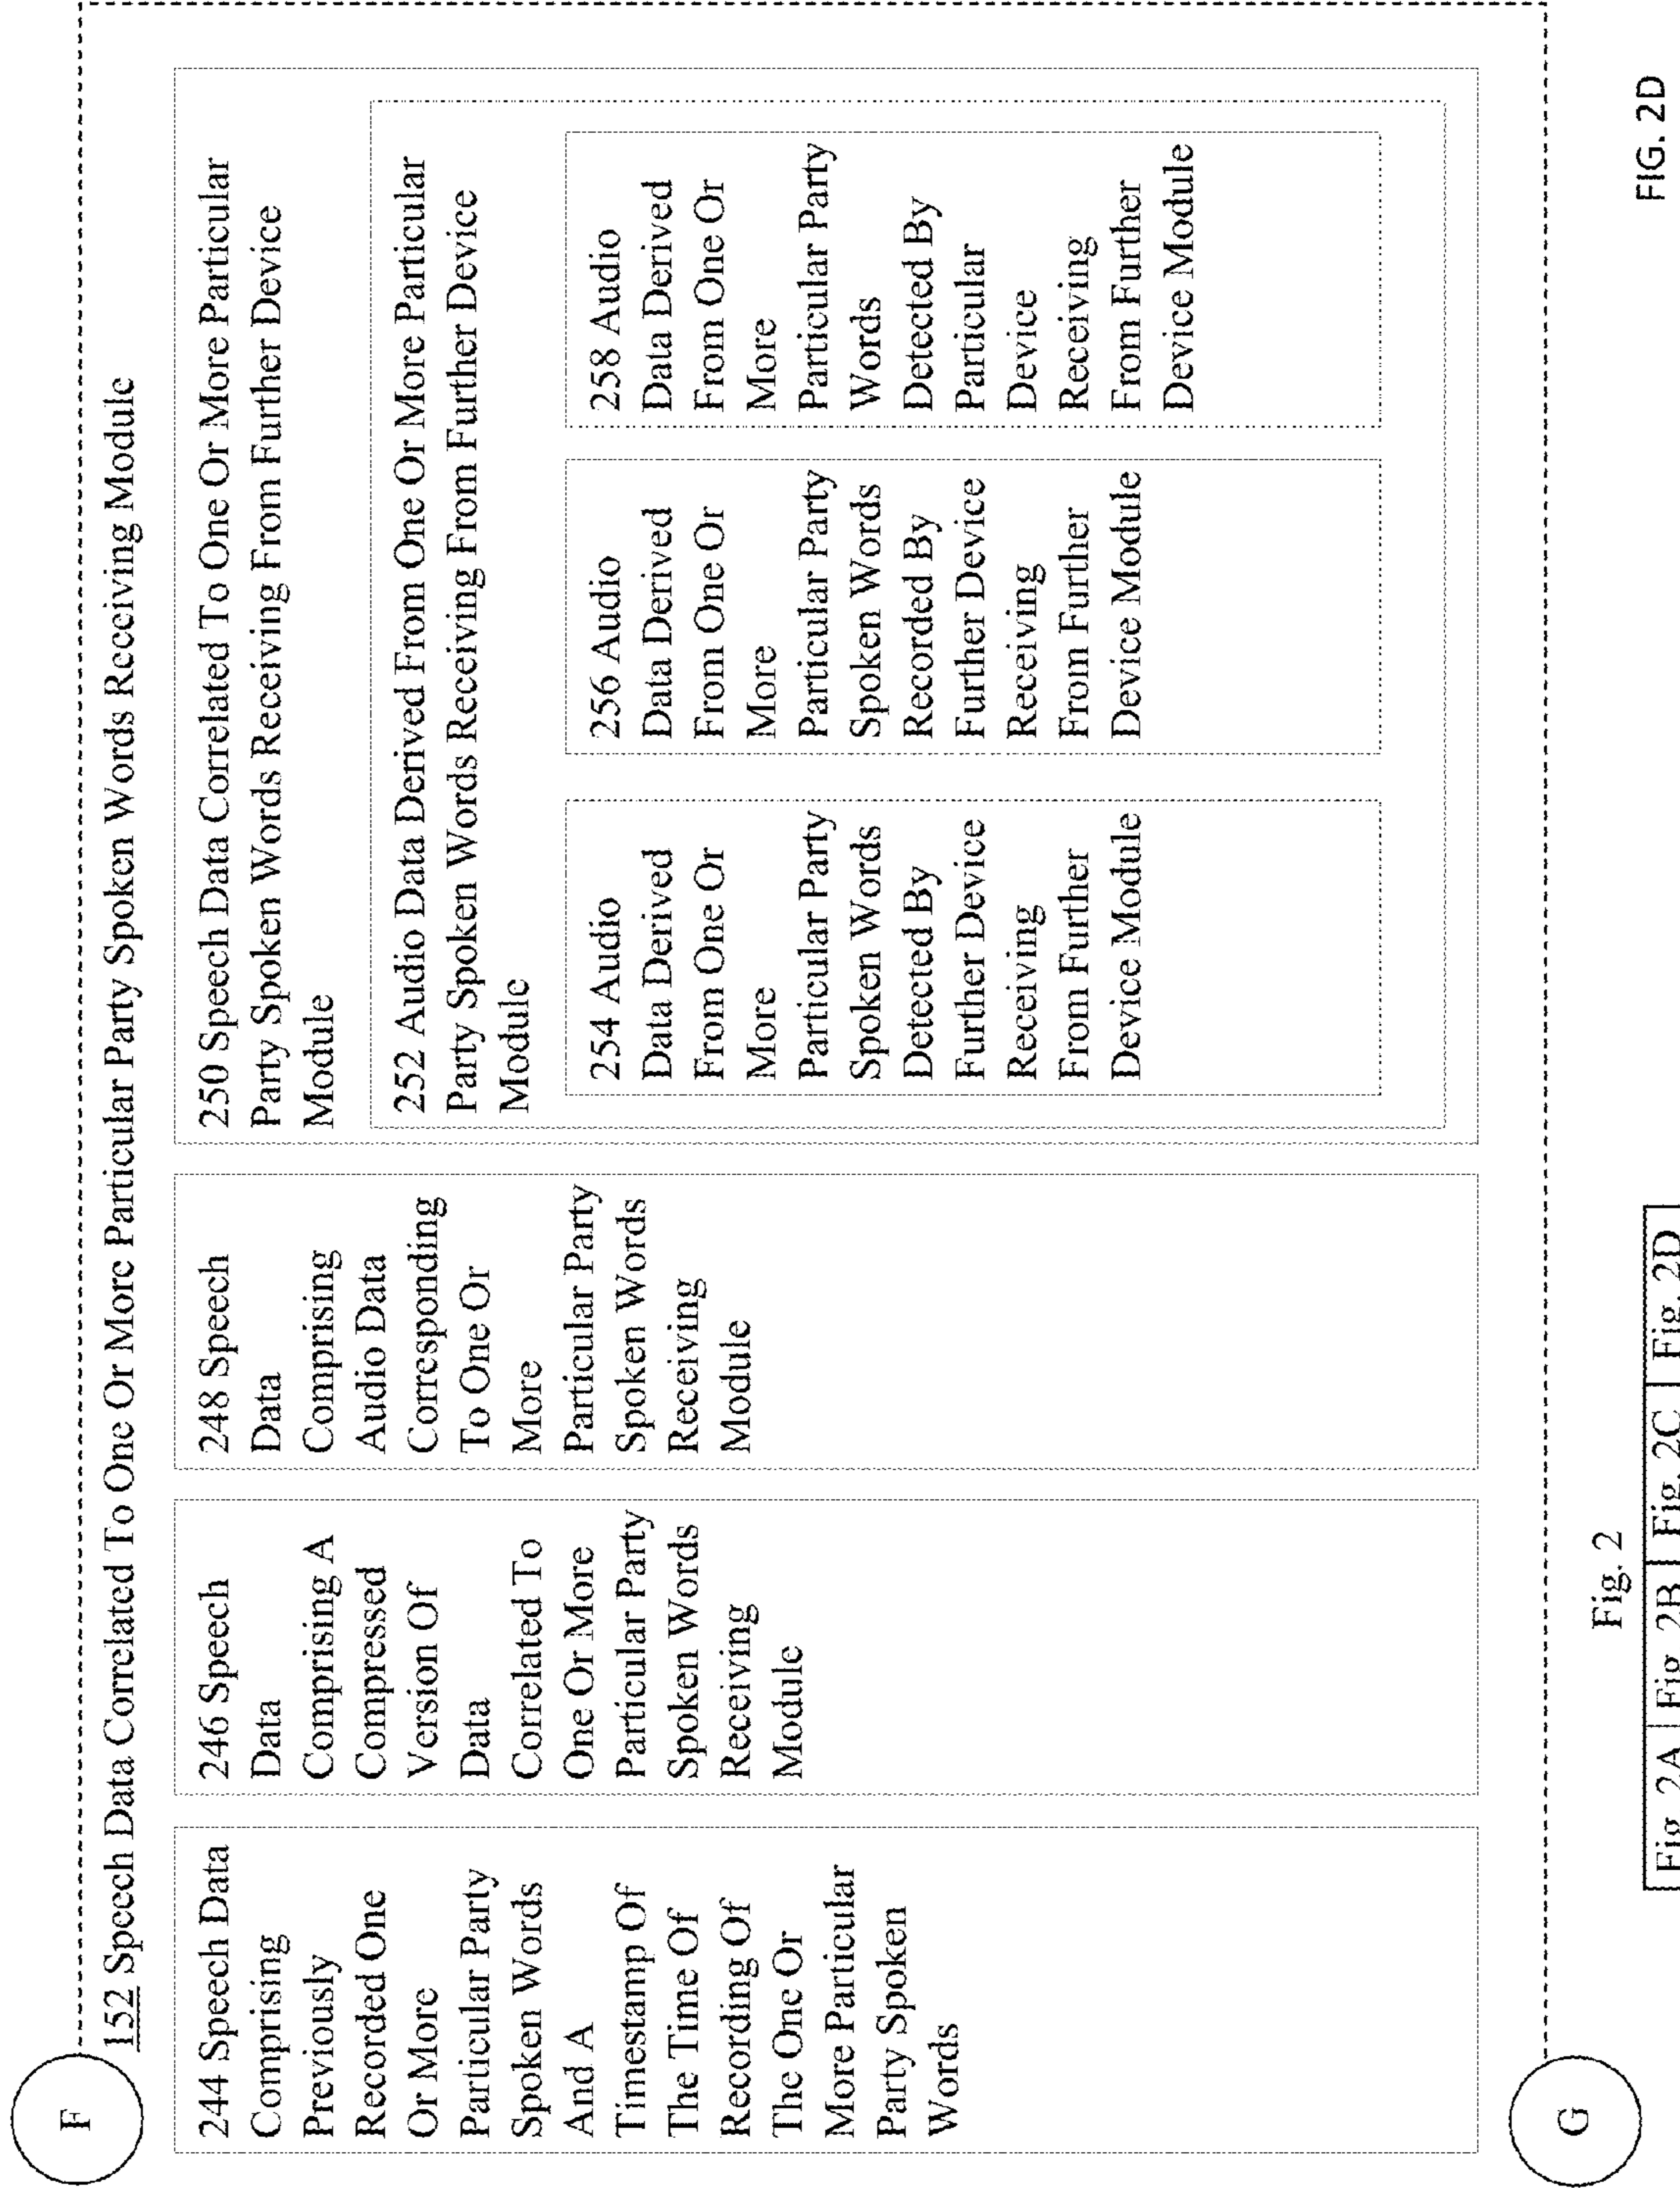 F
152 Speech Data Correlated To One Or More Particular Party Spoken Words Receiving Module
244 Speech Data
Comprising
Previously
Recorded One
Or More
Particular Party
Spoken Words
And A
Timestamp Of
The Time Of
Recording Of
The One Or
More Particular
Party Spoken
Words
246 Speech
Data
Comprising A
Compressed
Version Of
Data
Correlated To
One Or More
Particular Party
Spoken Words
Receiving
Module
248 Speech
Data
Comprising
Audio Data
Corresponding
To One Or
More
Particular Party
Spoken Words
Receiving
Module
250 Speech Data Correlated To One Or More Particular
Party Spoken Words Receiving From Further Device
Module
252 Audio Data Derived From One Or More Particular
Party Spoken Words Receiving From Further Device
Module
254 Audio
Data Derived
From One Or
More
Particular Party
Spoken Words
Detected By
Further Device
Receiving
From Further
Device Module
256 Audio
Data Derived
From One Or
More
Particular Party
Spoken Words
Recorded By
Further Device
Receiving
From Further
Device Module
258 Audio
Data Derived
From One Or
More
Particular Party
Words
Detected By
Particular
Device
Receiving
From Further
Device Module
G
Fig. 2
Fig. 2A Fig. 2B Fig. 2C Fig. 2D
FIG. 2D